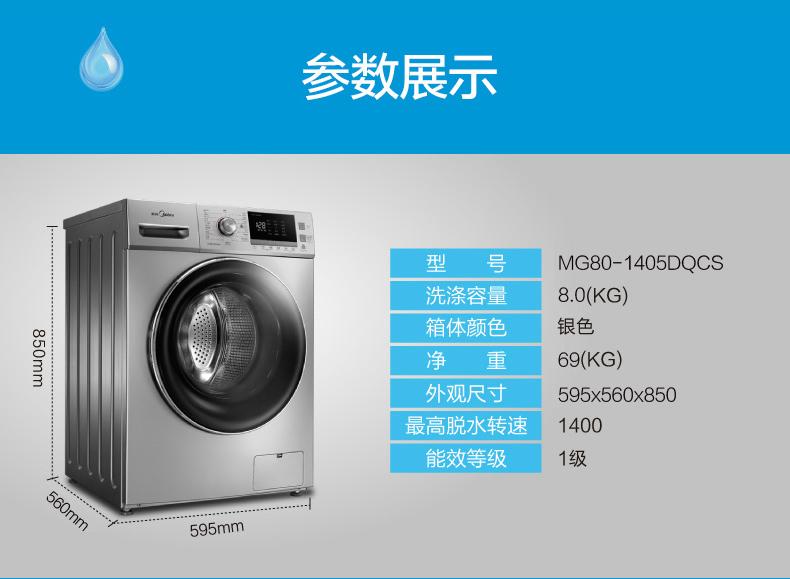 参数展示
Midea
128
850mm
560mm
595mm
型 号 MG80-1405DQCS
洗涤容量 8.0(KG)
箱体颜色 银色
净 重 69(KG)
外观尺寸 595x560x850
最高脱水转速 1400
能效等级 1级